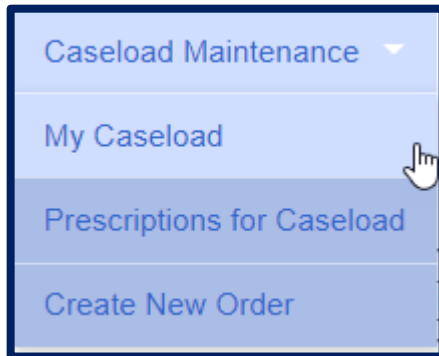 Caseload Maintenance
My Caseload
Prescriptions for Caseload
Create New Order